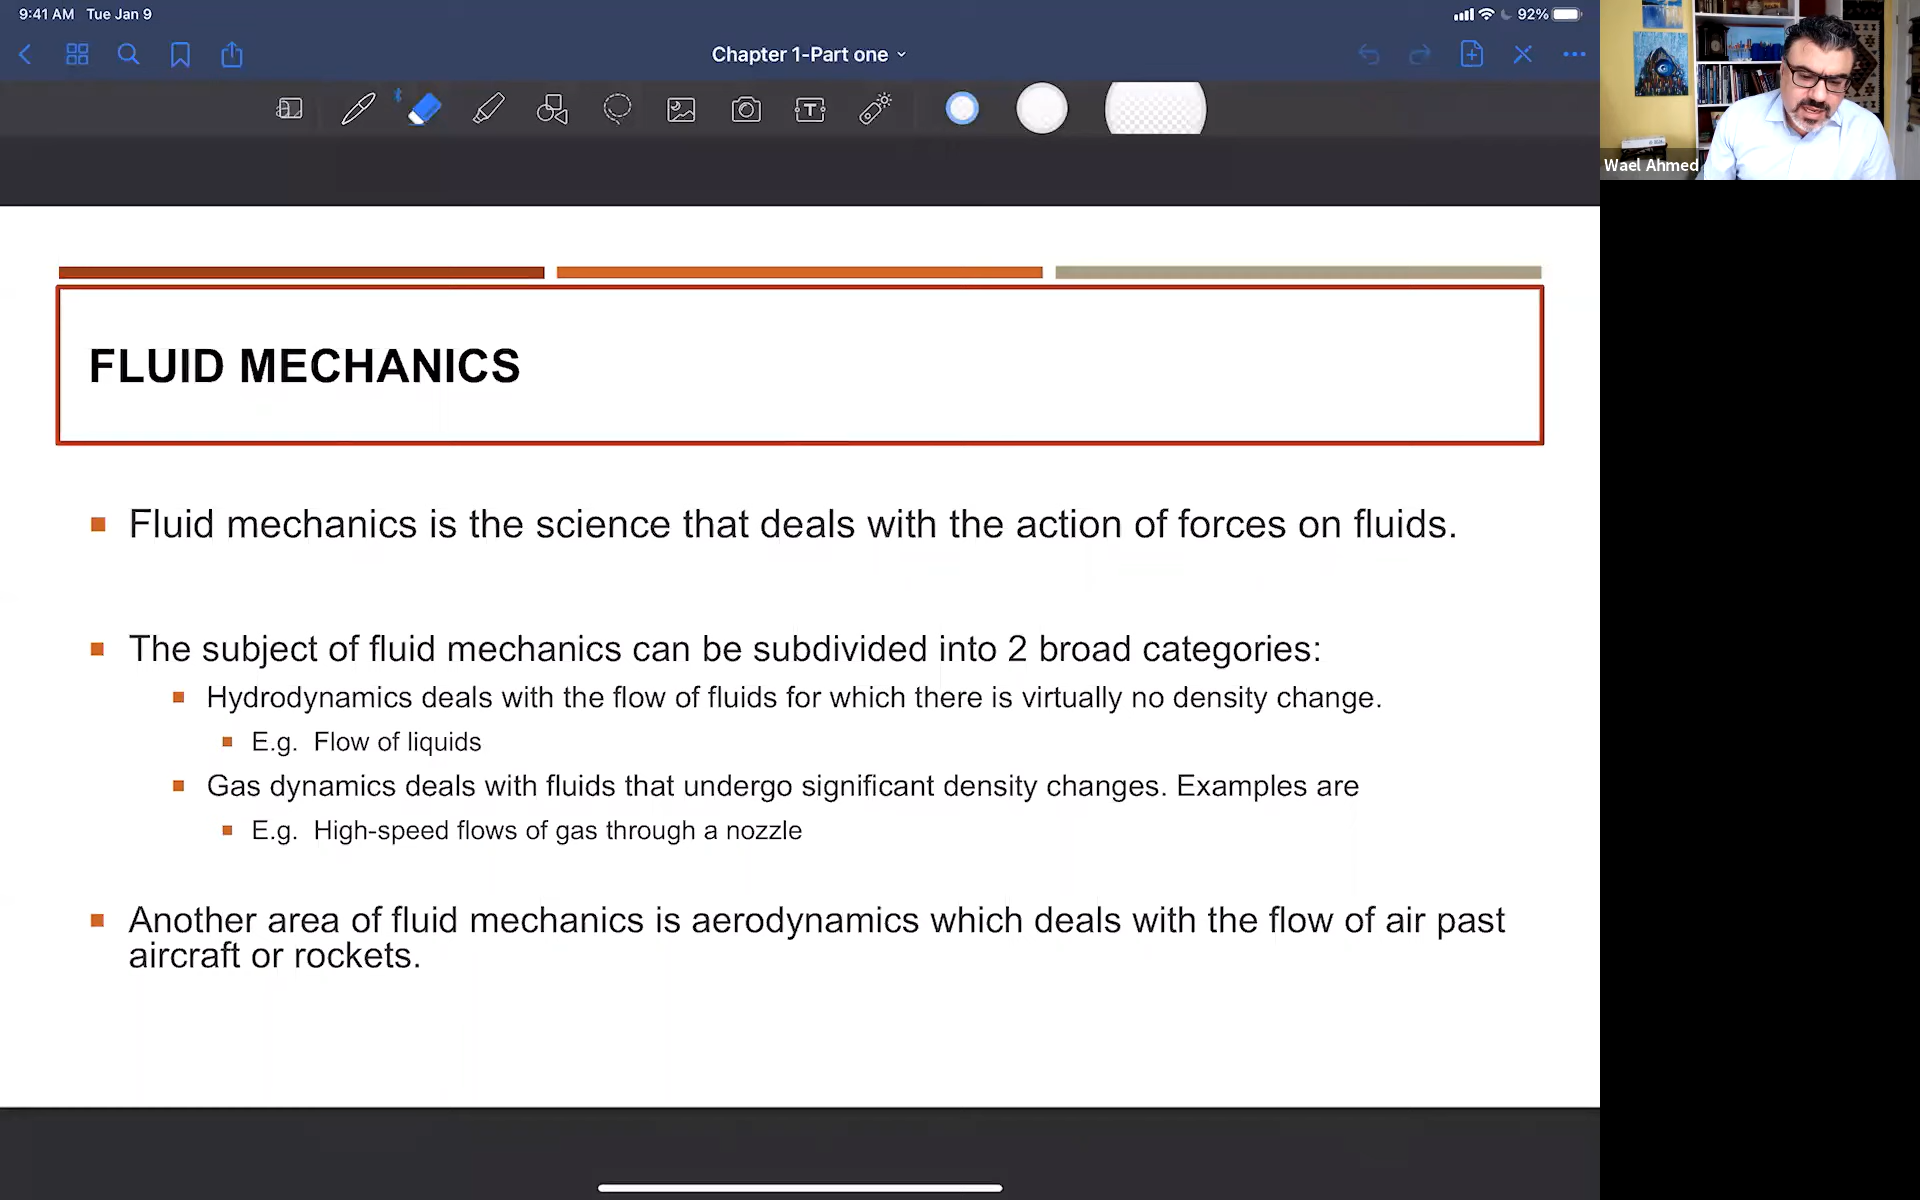 9:41 AM Tue Jan 9
92%
Chapter 1-Part one
T
Wael Ahmed
FLUID MECHANICS
Fluid mechanics is the science that deals with the action of forces on fluids.
The subject of fluid mechanics can be subdivided into 2 broad categories:
Hydrodynamics deals with the flow of fluids for which there is virtually no density change.
E.g. Flow of liquids
Gas dynamics deals with fluids that undergo significant density changes. Examples are
E.g. High-speed flows of gas through a nozzle
Another area of fluid mechanics is aerodynamics which deals with the flow of air past
aircraft or rockets.